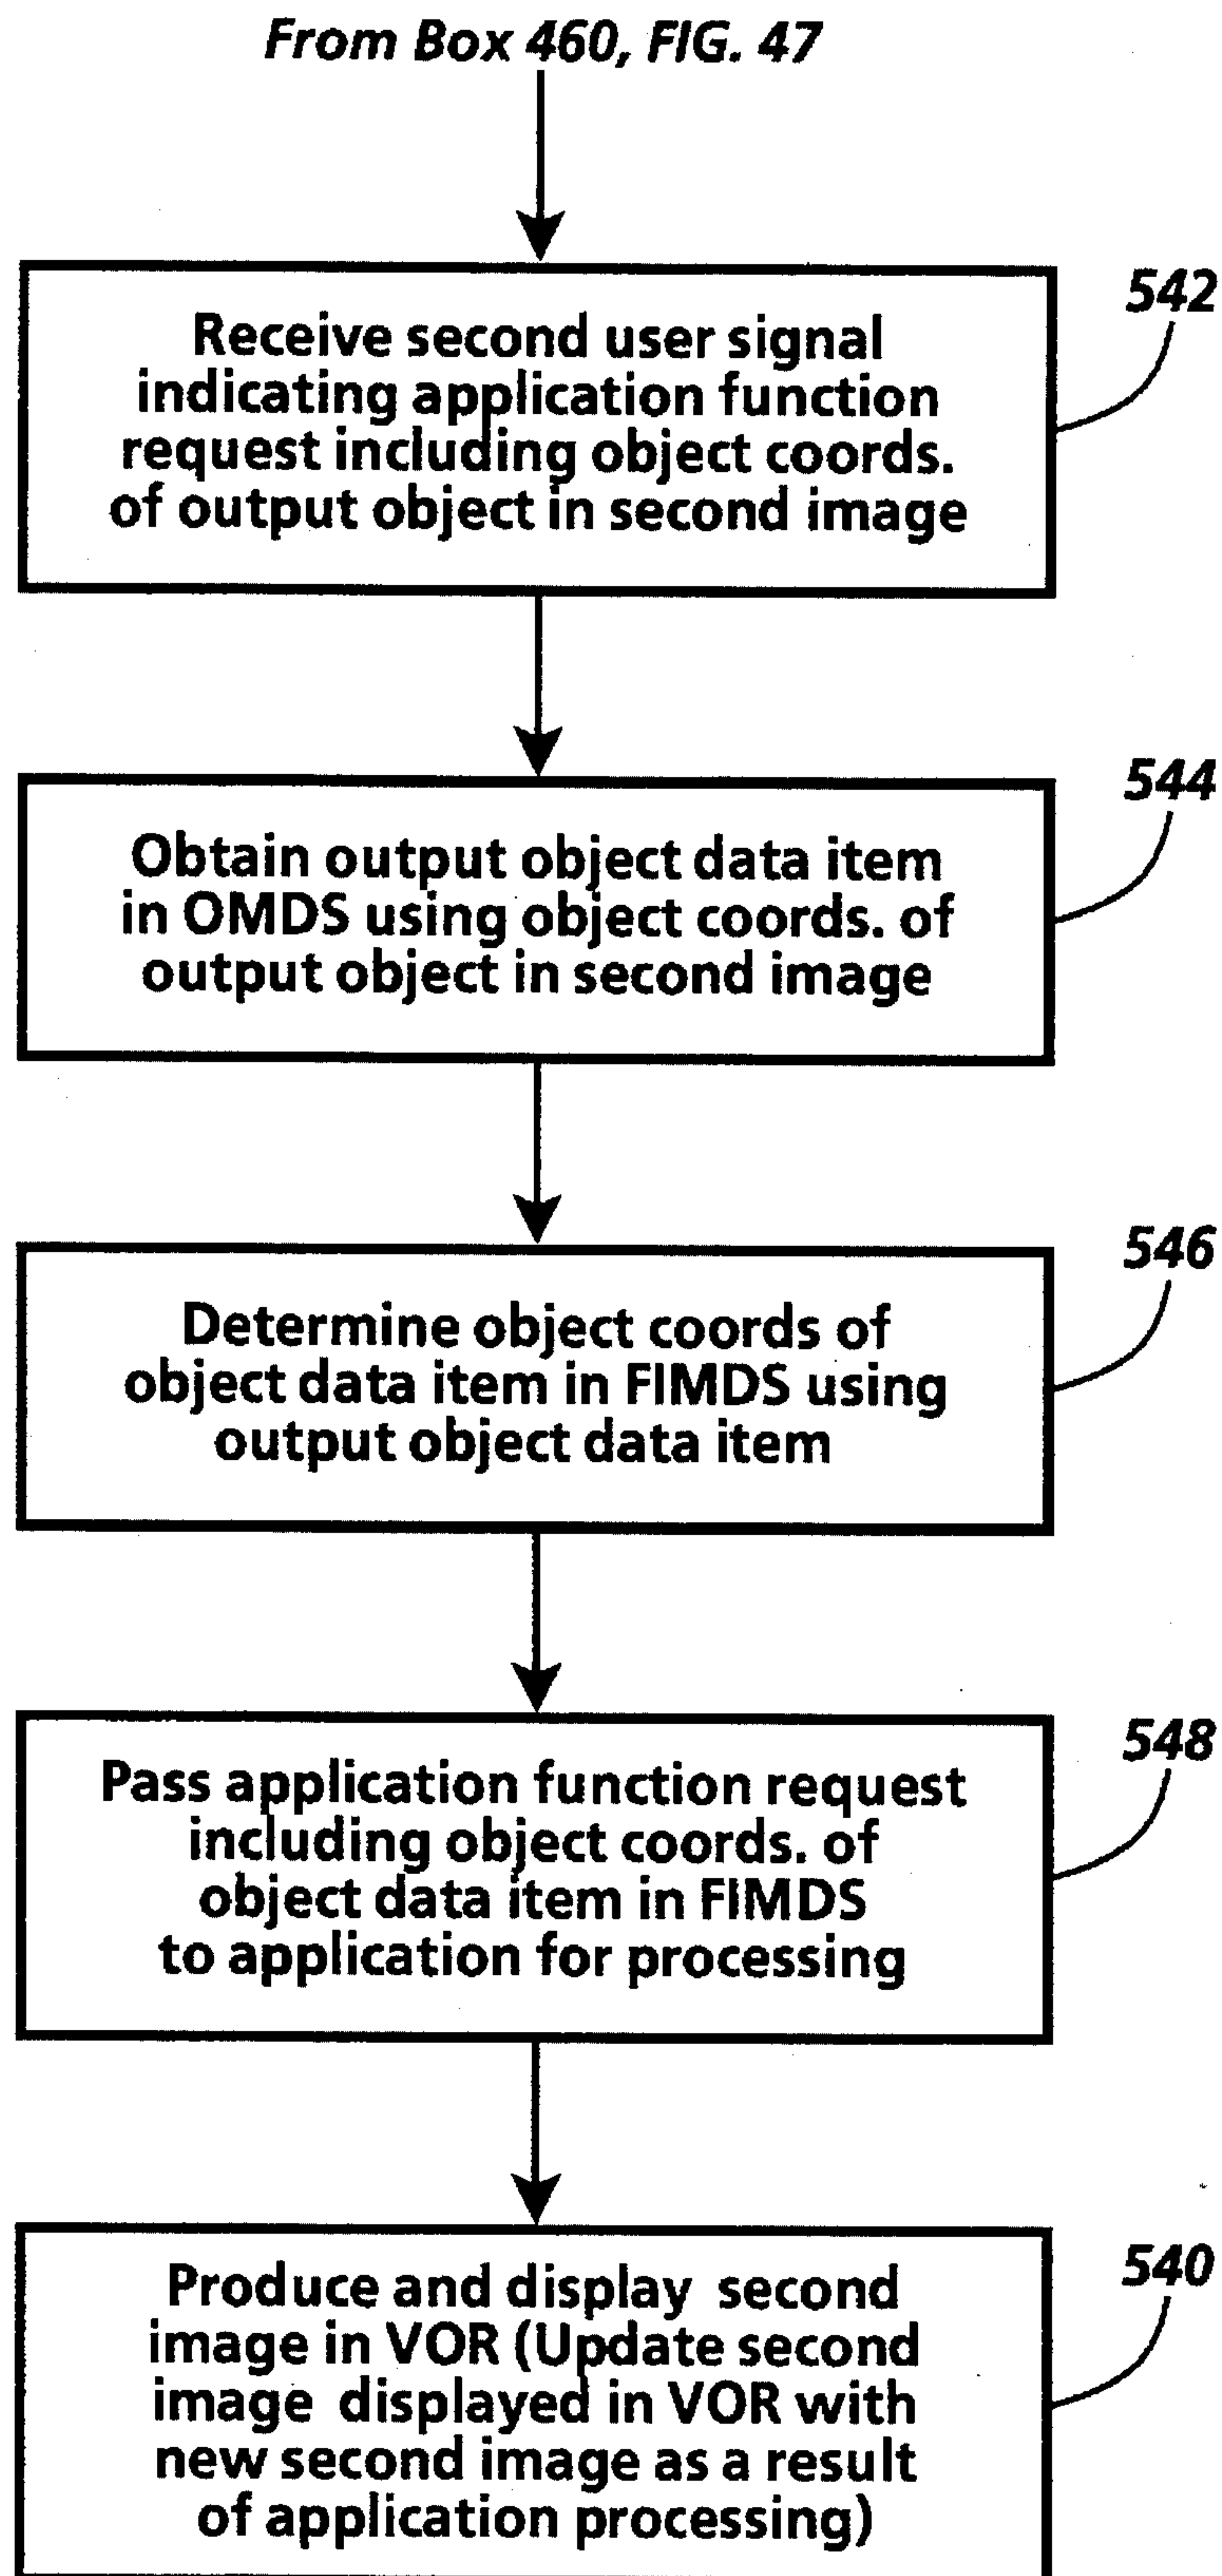 From Box 460, FIG. 47
542
Receive second user signal
indicating application function
request including object coords.
of output object in second image
544
Obtain output object data item
in OMDS using object coords. of
output object in second image
546
Determine object coords of
object data item in FIMDS using
output object data item
548
Pass application function request
including object coords. of
object data item in FIMDS
to application for processing
540
Produce and display second
image in VOR (Update second
image displayed in VOR with
new second image as a result
of application processing)